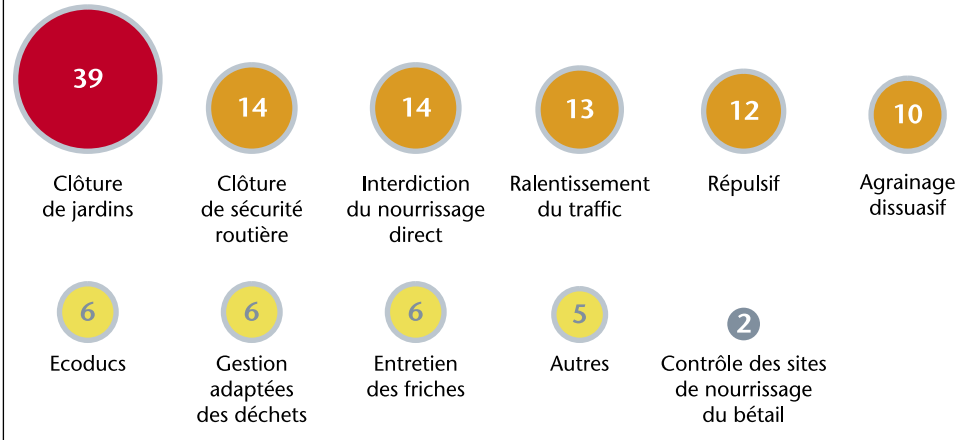 39
14
14
13
12
10
Clôture
de jardins
Clôture
de sécurité
routière
Interdiction
du nourrissage
direct
Ralentissement
du traffic
Répulsif
Agrainage
dissuasif
6
6
6
5
2
Ecoducs
Gestion
adaptées
des déchets
Entretien
des friches
Autres
Contrôle des sites
de nourrissage
du bétail